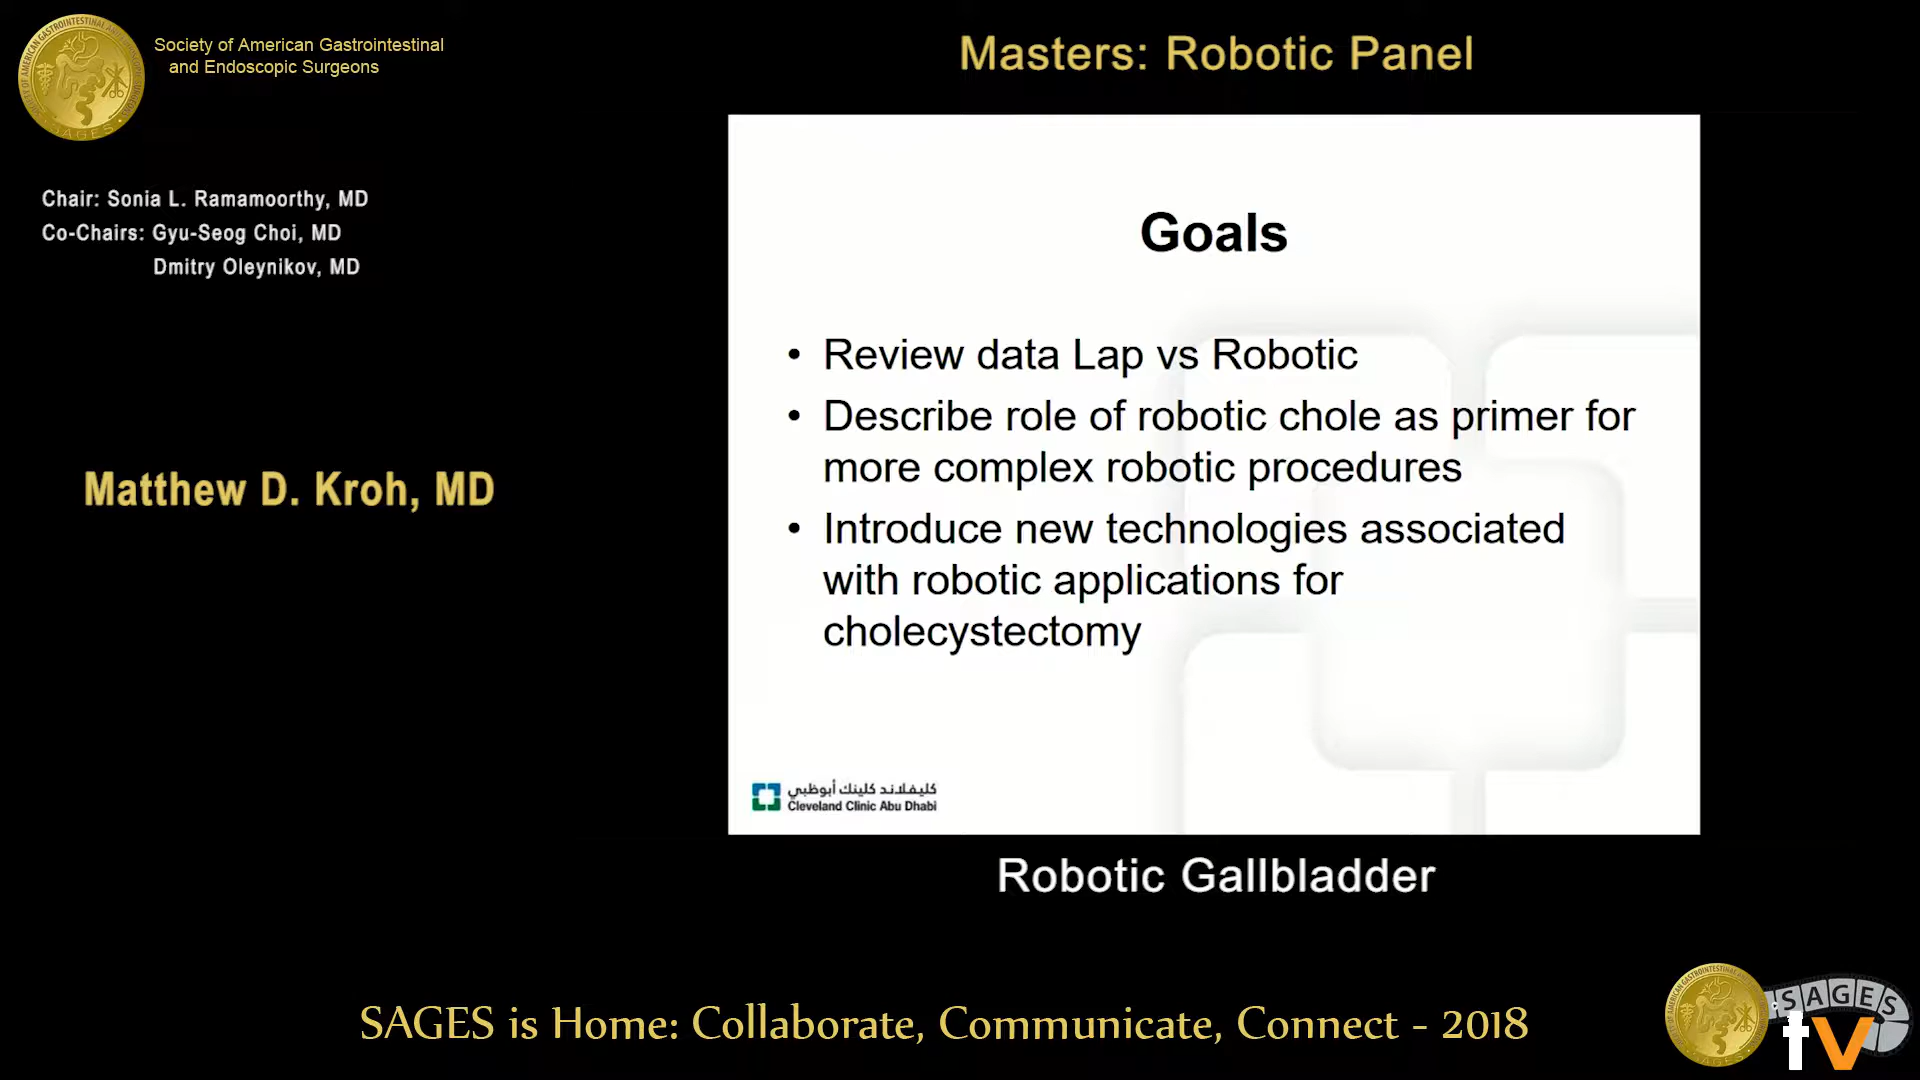 Society of American Gastrointestinal
and Endoscopic Surgeons
Masters: Robotic Panel
Chair: Sonia L. Ramamoorthy, MD
Co-Chairs: Gyu-Seog Choi, MD
Dmitry Oleynikov, MD
Matthew D. Kroh, MD
Goals
• Review data Lap vs Robotic
• Describe role of robotic chole as primer for
more complex robotic procedures
• Introduce new technologies associated
with robotic applications for
cholecystectomy
كليفلاند كلينك أبوظبي
Cleveland Clinic Abu Dhabi
Robotic Gallbladder
SAGES is Home: Collaborate, Communicate, Connect - 2018
SAGES
tv